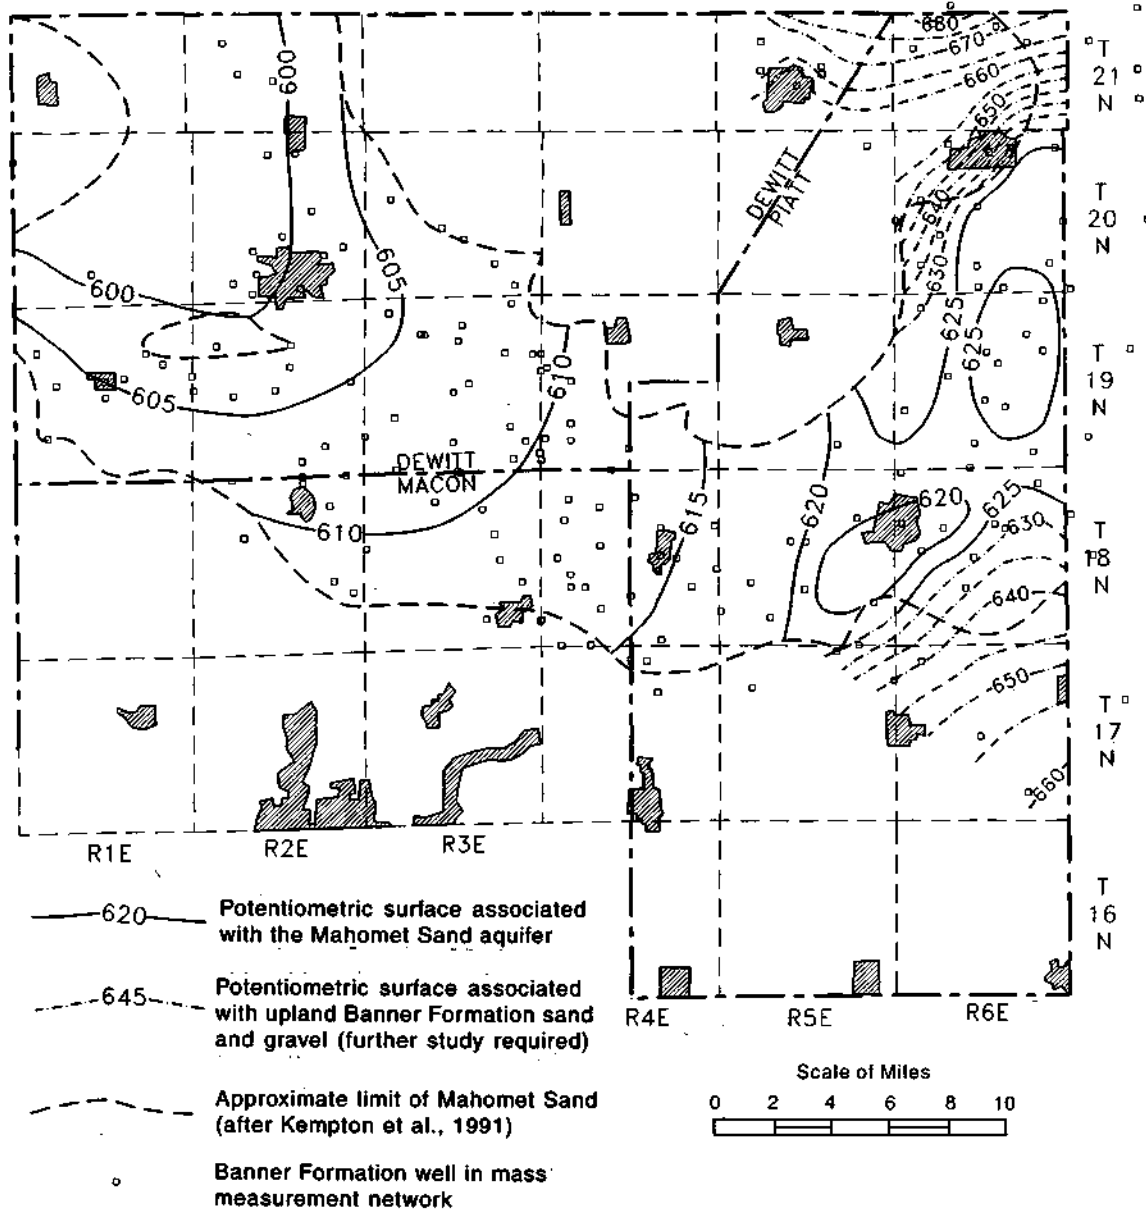 680
670
660
650
T
21
N
600
DEWITT
PIATT
640
630
T
20
N
600
605
625
625
T
19
N
605
610
DEWITT
MACON
610
615
620
620
625
630
T
18
N
640
650
T
17
N
660
R1E
R2E
R3E
T
16
N
R4E
R5E
R6E
620
Potentiometric surface associated
with the Mahomet Sand aquifer
645
Potentiometric surface associated
with upland Banner Formation sand
and gravel (further study required)
Approximate limit of Mahomet Sand
(after Kempton et al., 1991)
Banner Formation well in mass
measurement network
Scale of Miles
0 2 4 6 8 10